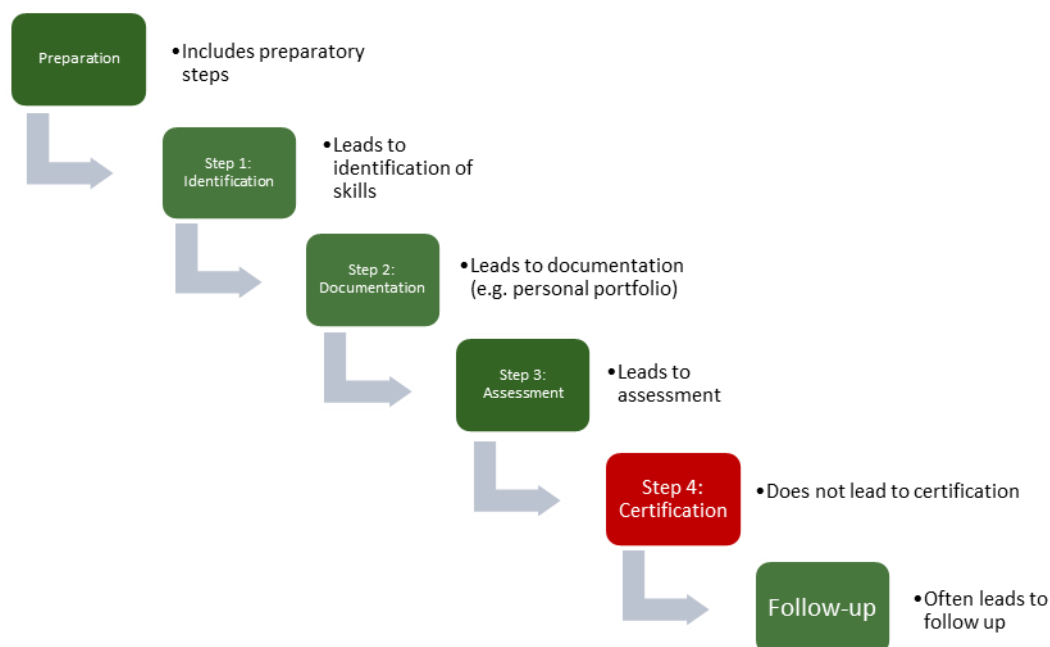 Preparation
•Includes preparatory
steps
Step 1:
Identification
•Leads to
identification of
skills
Step 2:
Documentation
•Leads to documentation
(e.g. personal portfolio)
Step 3:
Assessment
•Leads to
assessment
Step 4:
Certification
•Does not lead to certification
Follow-up
•Often leads to
follow up